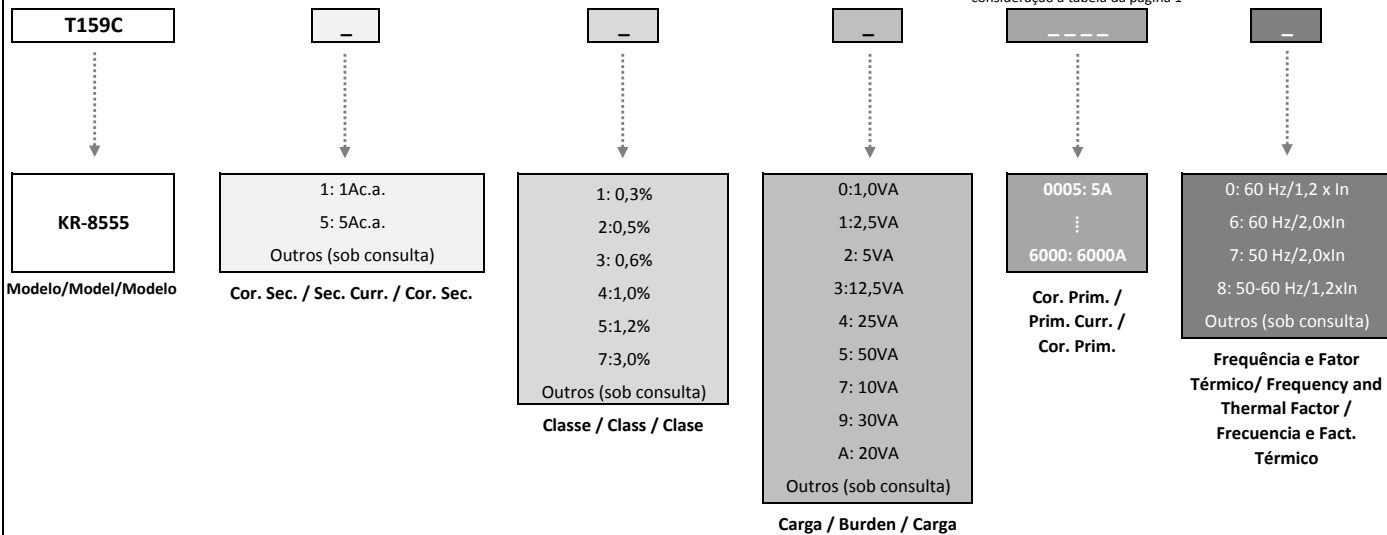 consideração a tabela da página 1
T159C
_
_
_
_ _ _ _
_
KR-8555
Modelo/Model/Modelo
1: 1Ac.a.
5: 5Ac.a.
Outros (sob consulta)
Cor. Sec. / Sec. Curr. / Cor. Sec.
1: 0,3%
2:0,5%
3: 0,6%
4:1,0%
5:1,2%
7:3,0%
Outros (sob consulta)
Classe / Class / Clase
0:1,0VA
1:2,5VA
2: 5VA
3:12,5VA
4: 25VA
5: 50VA
7: 10VA
9: 30VA
A: 20VA
Outros (sob consulta)
Carga / Burden / Carga
0005: 5A
⋮
6000: 6000A
Cor. Prim. /
Prim. Curr. /
Cor. Prim.
0: 60 Hz/1,2 x In
6: 60 Hz/2,0xIn
7: 50 Hz/2,0xIn
8: 50-60 Hz/1,2xIn
Outros (sob consulta)
Frequência e Fator
Térmico/ Frequency and
Thermal Factor /
Frecuencia e Fact.
Térmico